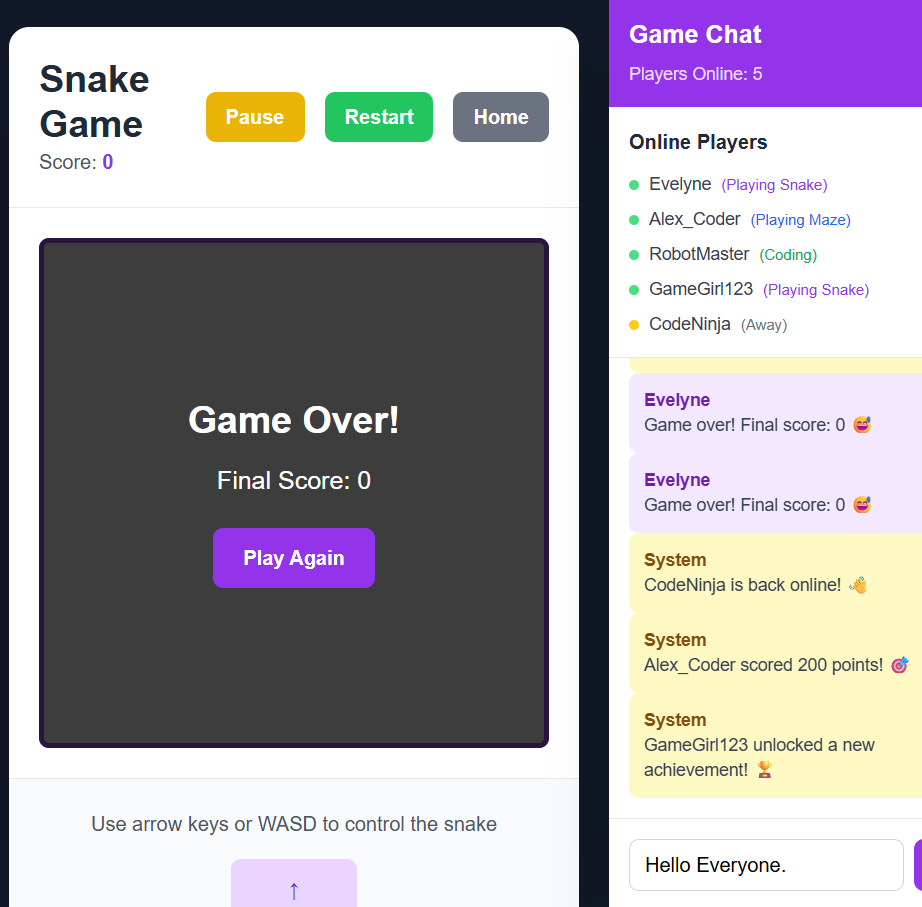 Snake
Game
Score: 0
Pause
Restart
Home
Game Over!
Final Score: 0
Play Again
Use arrow keys or WASD to control the snake
↑
Game Chat
Players Online: 5
Online Players
Evelyne (Playing Snake)
Alex_Coder (Playing Maze)
RobotMaster (Coding)
GameGirl123 (Playing Snake)
CodeNinja (Away)
Evelyne
Game over! Final score: 0 😅
Evelyne
Game over! Final score: 0 😅
System
CodeNinja is back online! 👋
System
Alex_Coder scored 200 points! 🎯
System
GameGirl123 unlocked a new
achievement! 🏆
Hello Everyone.